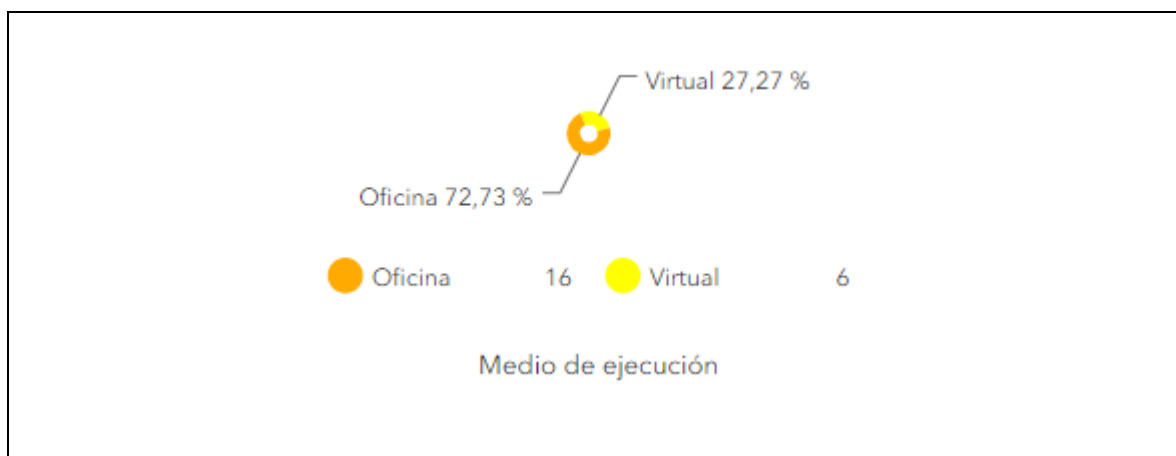 Virtual 27,27 %
Oficina 72,73 %
Oficina 16 Virtual 6
Medio de ejecución